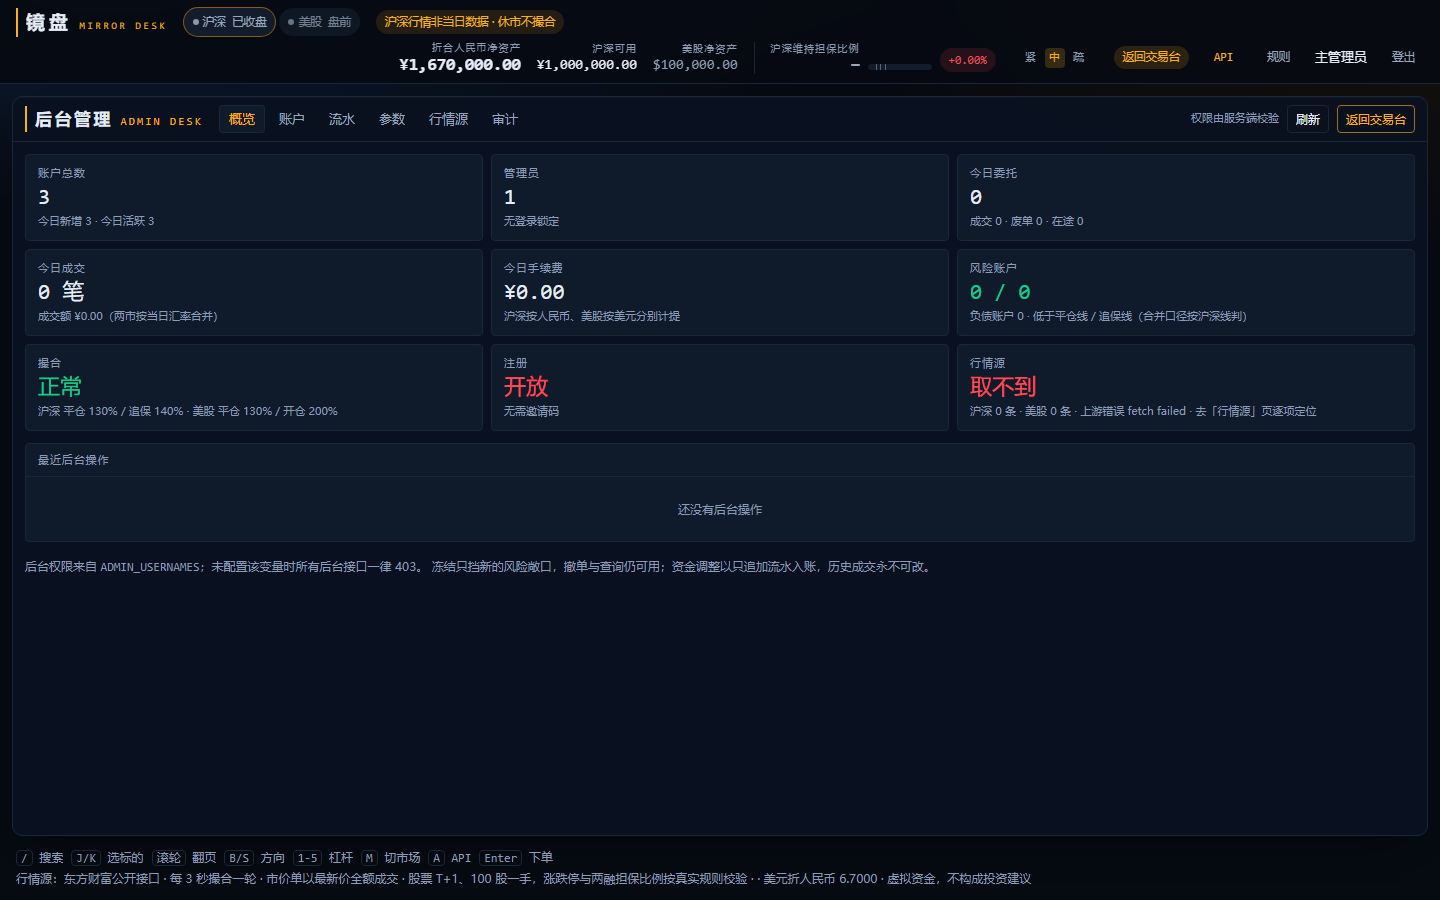 镜盘 MIRROR DESK 沪深 已收盘 美股 盘前 沪深行情非当日数据 · 休市不撮合
折合人民币净资产 沪深可用 美股净资产 沪深维持担保比例
¥1,670,000.00 ¥1,000,000.00 $100,000.00 — +0.00% 紧 中 疏 返回交易台 API 规则 主管理员 登出
后台管理 ADMIN DESK 概览 账户 流水 参数 行情源 审计 权限由服务端校验 刷新 返回交易台
账户总数
3
今日新增 3 · 今日活跃 3
管理员
1
无登录锁定
今日委托
0
成交 0 · 废单 0 · 在途 0
今日成交
0 笔
成交额 ¥0.00（两市按当日汇率合并）
今日手续费
¥0.00
沪深按人民币、美股按美元分别计提
风险账户
0 / 0
负债账户 0 · 低于平仓线 / 追保线（合并口径按沪深线判）
撮合
正常
沪深 平仓 130% / 追保 140% · 美股 平仓 130% / 开仓 200%
注册
开放
无需邀请码
行情源
取不到
沪深 0 条 · 美股 0 条 · 上游错误 fetch failed · 去「行情源」页逐项定位
最近后台操作
还没有后台操作
后台权限来自 ADMIN_USERNAMES；未配置该变量时所有后台接口一律 403。 冻结只挡新的风险敞口，撤单与查询仍可用；资金调整以只追加流水入账，历史成交永不可改。
/ 搜索 J/K 选标的 滚轮 翻页 B/S 方向 1-5 杠杆 M 切市场 A API Enter 下单
行情源：东方财富公开接口 · 每 3 秒撮合一轮 · 市价单以最新价全额成交 · 股票 T+1、100 股一手，涨跌停与两融担保比例按真实规则校验 · · 美元折人民币 6.7000 · 虚拟资金，不构成投资建议